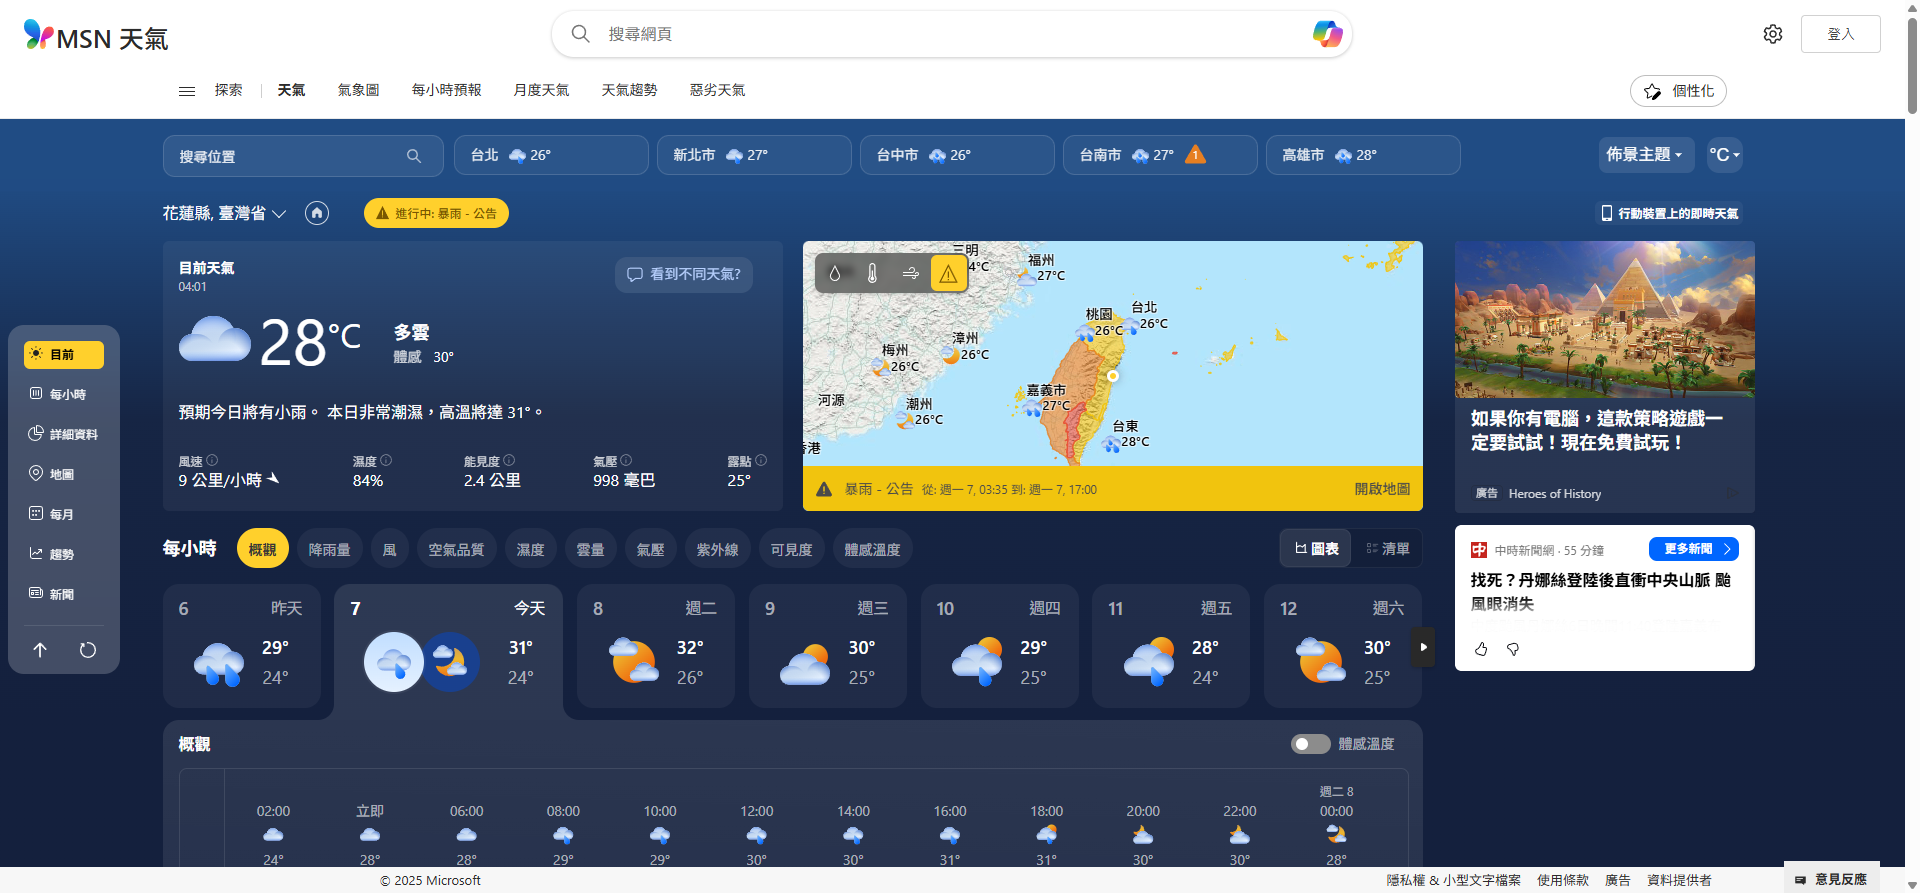 MSN 天氣
搜尋網頁
登入
探索
天氣
氣象圖
每小時預報
月度天氣
天氣趨勢
惡劣天氣
個性化
搜尋位置
台北 26°
新北市 27°
台中市 26°
台南市 27° 1
高雄市 28°
佈景主題
°C
花蓮縣, 臺灣省
進行中: 暴雨 - 公告
行動裝置上的即時天氣
目前
每小時
詳細資料
地圖
每月
趨勢
新聞
目前天氣
04:01
看到不同天氣?
28°C
多雲
體感 30°
預期今日將有小雨。 本日非常潮濕，高溫將達 31°。
風速
9 公里/小時
濕度
84%
能見度
2.4 公里
氣壓
998 毫巴
露點
25°
三明
4°C
福州
27°C
桃園
26°C
台北
26°C
漳州
26°C
梅州
26°C
嘉義市
27°C
河源
潮州
26°C
台東
28°C
香港
暴雨 - 公告 從: 週一 7, 03:35 到: 週一 7, 17:00
開啟地圖
如果你有電腦，這款策略遊戲一
定要試試！現在免費試玩！
廣告 Heroes of History
中時新聞網 · 55 分鐘
更多新聞
找死？丹娜絲登陸後直衝中央山脈 颱
風眼消失
每小時
概觀
降雨量
風
空氣品質
濕度
雲量
氣壓
紫外線
可見度
體感溫度
圖表
清單
6 昨天
29°
24°
7 今天
31°
24°
8 週二
32°
26°
9 週三
30°
25°
10 週四
29°
25°
11 週五
28°
24°
12 週六
30°
25°
概觀
體感溫度
週二 8
02:00 立即 06:00 08:00 10:00 12:00 14:00 16:00 18:00 20:00 22:00 00:00
24° 28° 28° 29° 29° 30° 30° 31° 31° 30° 30° 28°
© 2025 Microsoft
隱私權 & 小型文字檔案
使用條款
廣告
資料提供者
意見反應